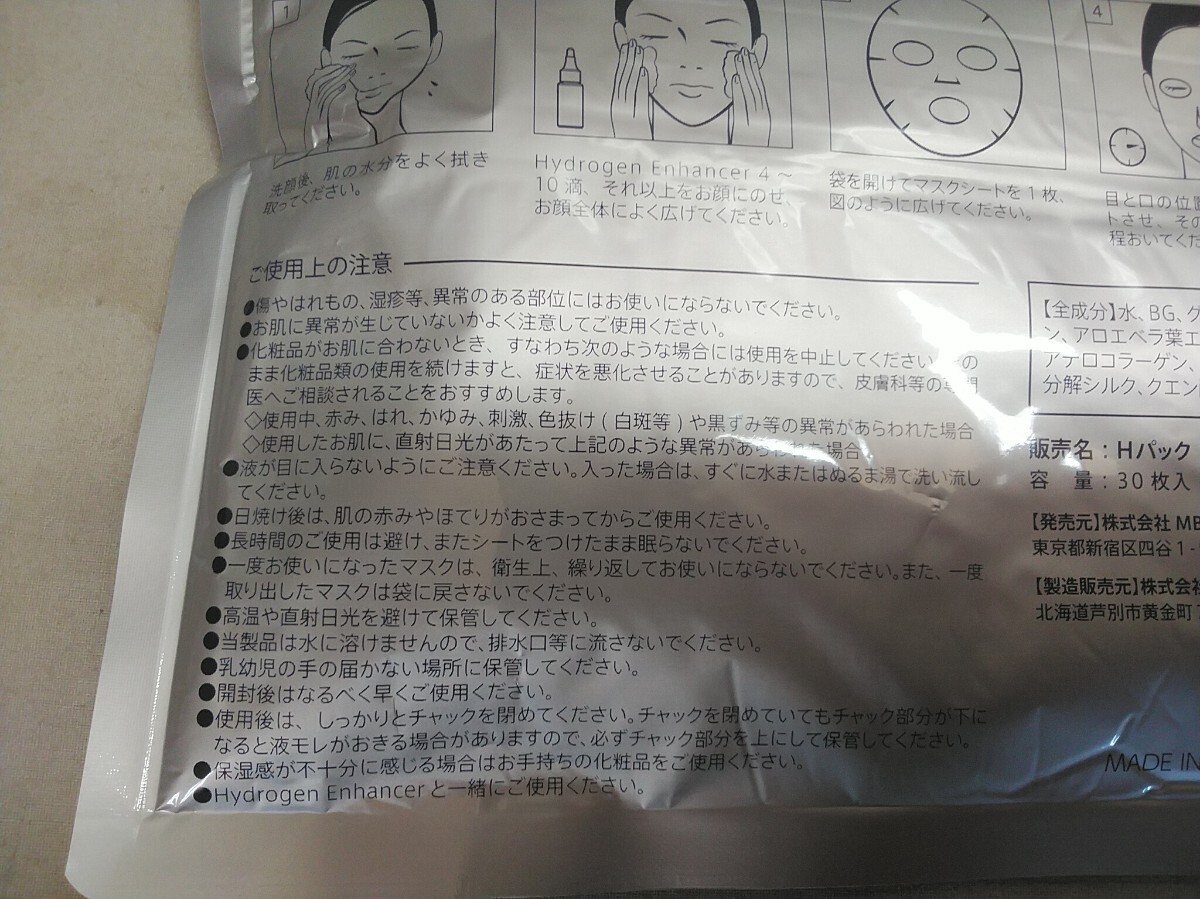 1
4
洗顔後、肌の水分をよく拭き
取ってください。
Hydrogen Enhancer 4～
10滴、それ以上をお顔にのせ、
お顔全体によく広げてください。
袋を開けてマスクシートを1枚、
図のように広げてください。
目と口の位置
トさせ、その
程おいてくだ
ご使用上の注意
●傷やはれもの、湿疹等、異常のある部位にはお使いにならないでください。
●お肌に異常が生じていないかよく注意してご使用ください。
●化粧品がお肌に合わないとき、すなわち次のような場合には使用を中止してください。その
まま化粧品類の使用を続けますと、症状を悪化させることがありますので、皮膚科等の専門
医へご相談されることをおすすめします。
◇使用中、赤み、はれ、かゆみ、刺激、色抜け(白斑等)や黒ずみ等の異常があらわれた場合
◇使用したお肌に、直射日光があたって上記のような異常があらわれた場合
●液が目に入らないようにご注意ください。入った場合は、すぐに水またはぬるま湯で洗い流し
てください。
●日焼け後は、肌の赤みやほてりがおさまってからご使用ください。
●長時間のご使用は避け、またシートをつけたまま眠らないでください。
●一度お使いになったマスクは、衛生上、繰り返してお使いにならないでください。また、一度
取り出したマスクは袋に戻さないでください。
●高温や直射日光を避けて保管してください。
●当製品は水に溶けませんので、排水口等に流さないでください。
●乳幼児の手の届かない場所に保管してください。
●開封後はなるべく早くご使用ください。
●使用後は、しっかりとチャックを閉めてください。チャックを閉めていてもチャック部分が下に
なると液モレがおきる場合がありますので、必ずチャック部分を上にして保管してください。
●保湿感が不十分に感じる場合はお手持ちの化粧品をご使用ください。
●Hydrogen Enhancer と一緒にご使用ください。
【全成分】水、BG、グ
ン、アロエベラ葉エ
アテロコラーゲン、
分解シルク、クエン
販売名：Hパック
容　量：30枚入
【発売元】株式会社 MB
東京都新宿区四谷1-
【製造販売元】株式会社
北海道芦別市黄金町
MADE IN